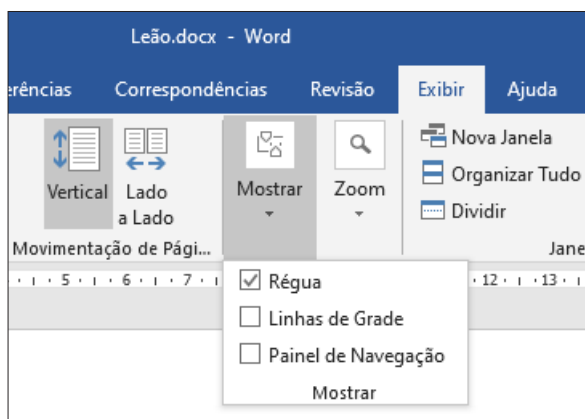 Leão.docx - Word
erências Correspondências Revisão Exibir Ajuda
Vertical Lado a Lado Mostrar Zoom
Nova Janela
Organizar Tudo
Dividir
Movimentação de Pági... Jane
5 6 7 12 13
Régua
Linhas de Grade
Painel de Navegação
Mostrar